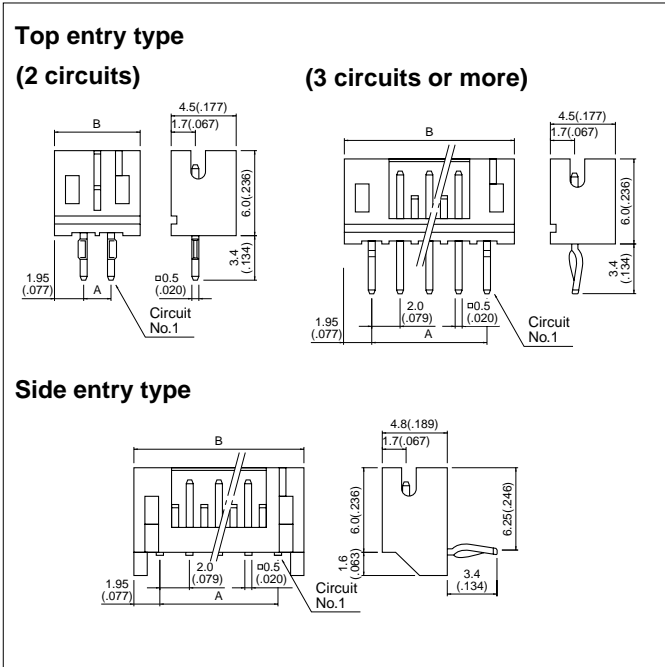 Top entry type
(2 circuits)
(3 circuits or more)
B
4.5(.177)
1.7(.067)
6.0(.236)
3.4
(.134)
1.95
(.077)
A
□0.5
(.020)
Circuit
No.1
B
4.5(.177)
1.7(.067)
6.0(.236)
3.4
(.134)
1.95
(.077)
2.0
(.079)
□0.5
(.020)
A
Circuit
No.1
Side entry type
B
4.8(.189)
1.7(.067)
6.0(.236)
1.6
(.063)
6.25(.246)
3.4
(.134)
1.95
(.077)
2.0
(.079)
□0.5
(.020)
A
Circuit
No.1